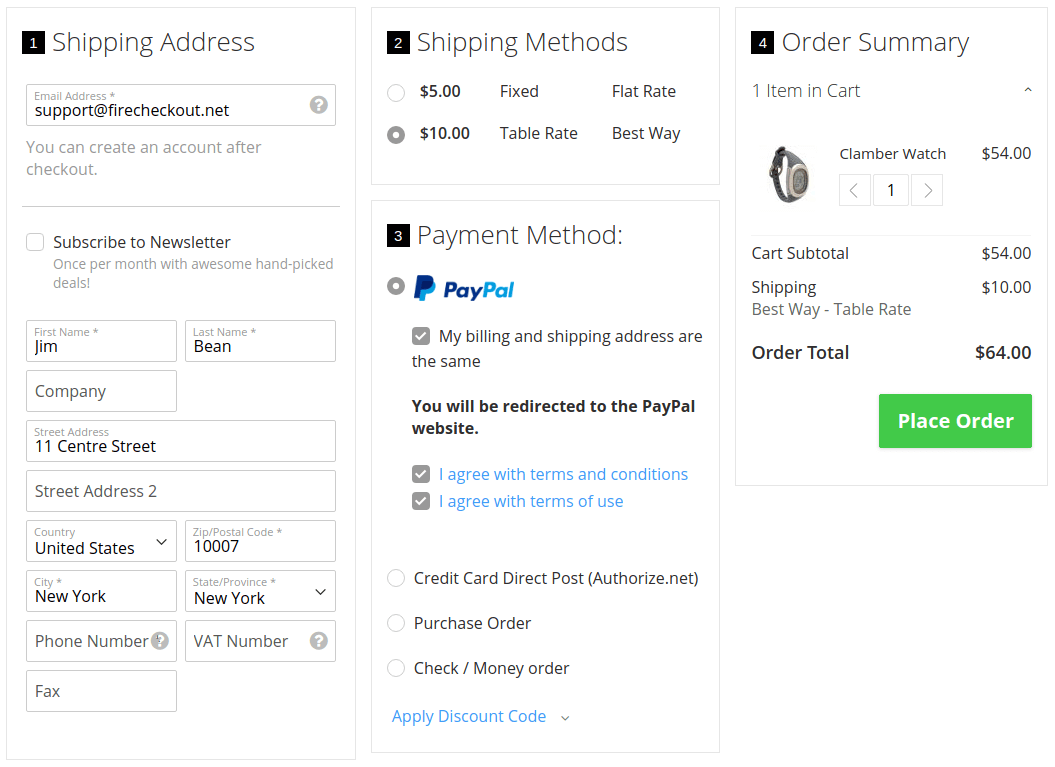 1 Shipping Address
Email Address *
support@firecheckout.net
You can create an account after
checkout.
Subscribe to Newsletter
Once per month with awesome hand-picked
deals!
First Name *
Jim
Last Name *
Bean
Company
Street Address
11 Centre Street
Street Address 2
Country
United States
Zip/Postal Code *
10007
City *
New York
State/Province *
New York
Phone Number
VAT Number
Fax
2 Shipping Methods
$5.00 Fixed Flat Rate
$10.00 Table Rate Best Way
3 Payment Method:
PayPal
My billing and shipping address are
the same
You will be redirected to the PayPal
website.
I agree with terms and conditions
I agree with terms of use
Credit Card Direct Post (Authorize.net)
Purchase Order
Check / Money order
Apply Discount Code
4 Order Summary
1 Item in Cart
Clamber Watch $54.00
1
Cart Subtotal $54.00
Shipping $10.00
Best Way - Table Rate
Order Total $64.00
Place Order